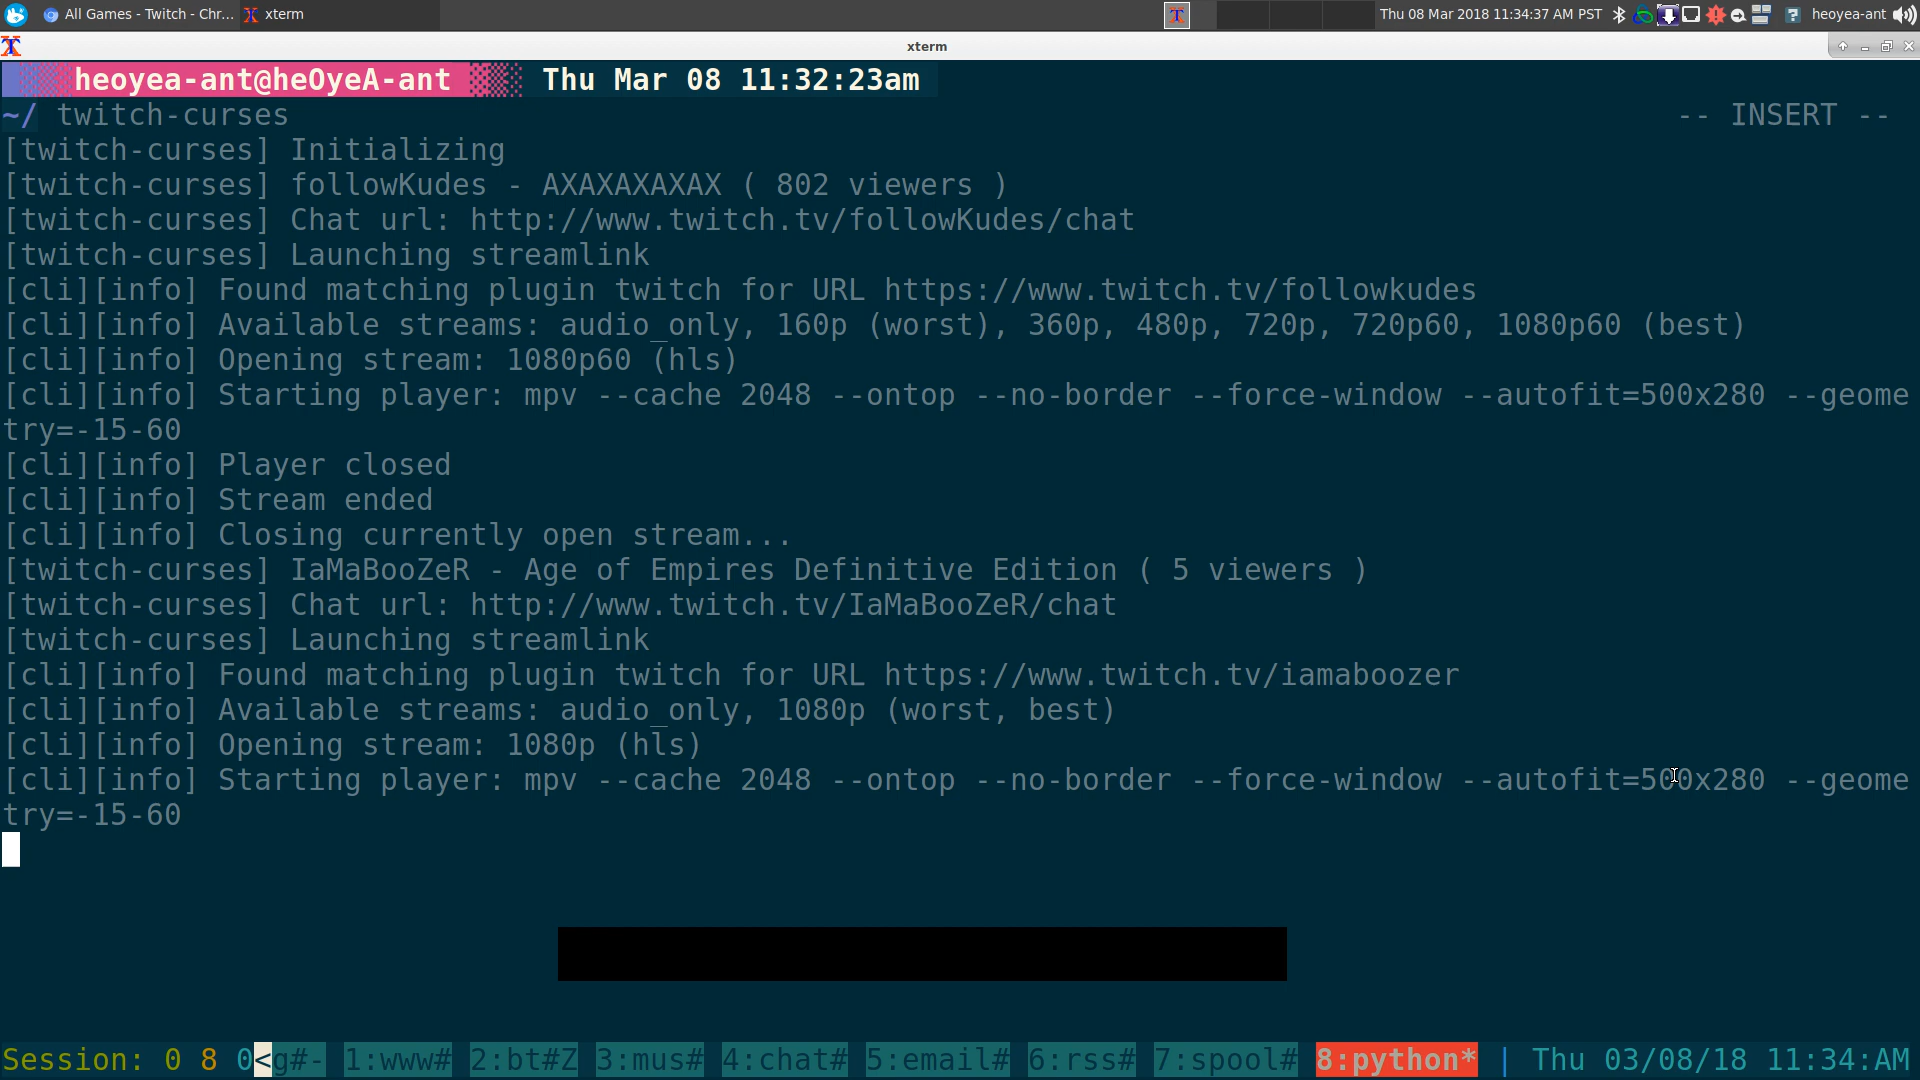 All Games - Twitch - Chr... xterm Thu 08 Mar 2018 11:34:37 AM PST heoyea-ant
xterm
heoyea-ant@heOyeA-ant Thu Mar 08 11:32:23am
~/ twitch-curses -- INSERT --
[twitch-curses] Initializing
[twitch-curses] followKudes - AXAXAXAXAX ( 802 viewers )
[twitch-curses] Chat url: http://www.twitch.tv/followKudes/chat
[twitch-curses] Launching streamlink
[cli][info] Found matching plugin twitch for URL https://www.twitch.tv/followkudes
[cli][info] Available streams: audio_only, 160p (worst), 360p, 480p, 720p, 720p60, 1080p60 (best)
[cli][info] Opening stream: 1080p60 (hls)
[cli][info] Starting player: mpv --cache 2048 --ontop --no-border --force-window --autofit=500x280 --geome
try=-15-60
[cli][info] Player closed
[cli][info] Stream ended
[cli][info] Closing currently open stream...
[twitch-curses] IaMaBooZeR - Age of Empires Definitive Edition ( 5 viewers )
[twitch-curses] Chat url: http://www.twitch.tv/IaMaBooZeR/chat
[twitch-curses] Launching streamlink
[cli][info] Found matching plugin twitch for URL https://www.twitch.tv/iamaboozer
[cli][info] Available streams: audio_only, 1080p (worst, best)
[cli][info] Opening stream: 1080p (hls)
[cli][info] Starting player: mpv --cache 2048 --ontop --no-border --force-window --autofit=500x280 --geome
try=-15-60
Session: 0 8 0<g#- 1:www# 2:bt#Z 3:mus# 4:chat# 5:email# 6:rss# 7:spool# 8:python* | Thu 03/08/18 11:34:AM